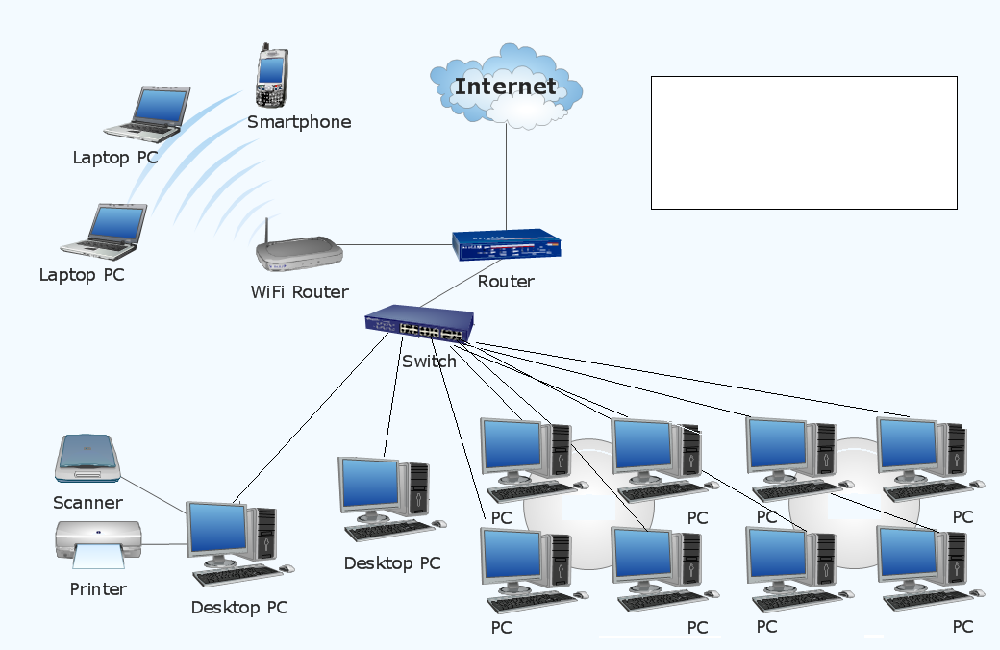 Internet
Smartphone
Laptop PC
Laptop PC
WiFi Router
Router
Switch
Scanner
Printer
Desktop PC
Desktop PC
PC
PC
PC
PC
PC
PC
PC
PC